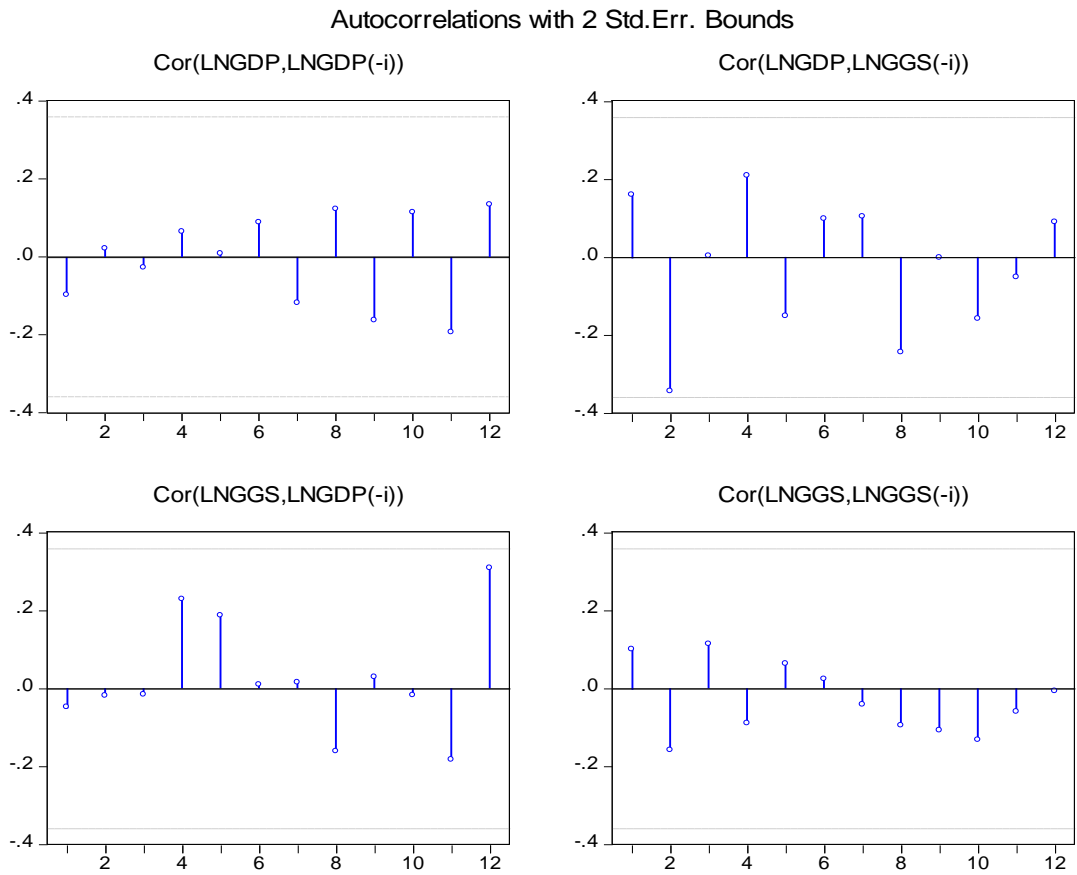 Autocorrelations with 2 Std.Err. Bounds
Cor(LNGDP,LNGDP(-i))
.4
.2
.0
-.2
-.4
2 4 6 8 10 12
Cor(LNGDP,LNGGS(-i))
.4
.2
.0
-.2
-.4
2 4 6 8 10 12
Cor(LNGGS,LNGDP(-i))
.4
.2
.0
-.2
-.4
2 4 6 8 10 12
Cor(LNGGS,LNGGS(-i))
.4
.2
.0
-.2
-.4
2 4 6 8 10 12